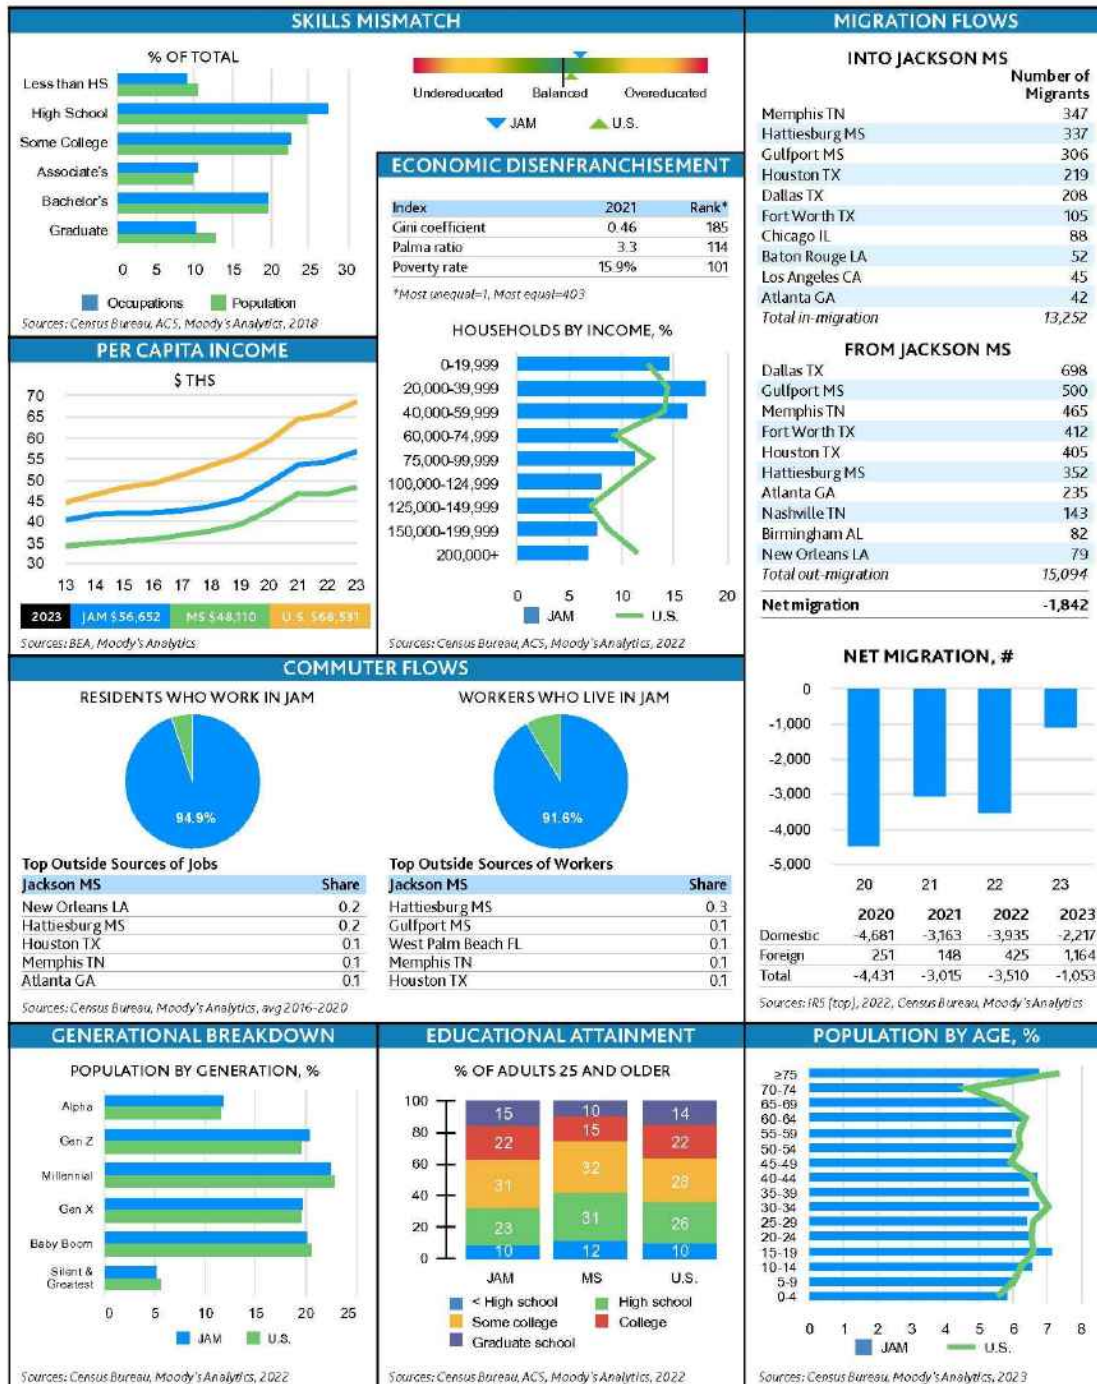 SKILLS MISMATCH
% OF TOTAL
Less than HS
High School
Some College
Associate's
Bachelor's
Graduate
0 5 10 15 20 25 30
Occupations Population
Sources: Census Bureau, ACS, Moody's Analytics, 2018
Undereducated Balanced Overeducated
JAM U.S.
ECONOMIC DISENFRANCHISEMENT
Index 2021 Rank*
Gini coefficient 0.46 185
Palma ratio 3.3 114
Poverty rate 15.9% 101
*Most unequal=1, Most equal=403
HOUSEHOLDS BY INCOME, %
0-19,999
20,000-39,999
40,000-59,999
60,000-74,999
75,000-99,999
100,000-124,999
125,000-149,999
150,000-199,999
200,000+
0 5 10 15 20
JAM U.S.
Sources: Census Bureau, ACS, Moody's Analytics, 2022
PER CAPITA INCOME
$ THS
70
65
60
55
50
45
40
35
30
13 14 15 16 17 18 19 20 21 22 23
2023 JAM $56,652 MS $48,110 U.S. $68,531
Sources: BEA, Moody's Analytics
MIGRATION FLOWS
INTO JACKSON MS
Number of
Migrants
Memphis TN 347
Hattiesburg MS 337
Gulfport MS 306
Houston TX 219
Dallas TX 208
Fort Worth TX 105
Chicago IL 88
Baton Rouge LA 52
Los Angeles CA 45
Atlanta GA 42
Total in-migration 13,252
FROM JACKSON MS
Dallas TX 698
Gulfport MS 500
Memphis TN 465
Fort Worth TX 412
Houston TX 405
Hattiesburg MS 352
Atlanta GA 235
Nashville TN 143
Birmingham AL 82
New Orleans LA 79
Total out-migration 15,094
Net migration -1,842
NET MIGRATION, #
0
-1,000
-2,000
-3,000
-4,000
-5,000
20 21 22 23
2020 2021 2022 2023
Domestic -4,681 -3,163 -3,935 -2,217
Foreign 251 148 425 1,164
Total -4,431 -3,015 -3,510 -1,053
Sources: IRS (top), 2022, Census Bureau, Moody's Analytics
COMMUTER FLOWS
RESIDENTS WHO WORK IN JAM
94.9%
Top Outside Sources of Jobs
Jackson MS Share
New Orleans LA 0.2
Hattiesburg MS 0.2
Houston TX 0.1
Memphis TN 0.1
Atlanta GA 0.1
Sources: Census Bureau, Moody's Analytics, avg 2016-2020
WORKERS WHO LIVE IN JAM
91.6%
Top Outside Sources of Workers
Jackson MS Share
Hattiesburg MS 0.3
Gulfport MS 0.1
West Palm Beach FL 0.1
Memphis TN 0.1
Houston TX 0.1
GENERATIONAL BREAKDOWN
POPULATION BY GENERATION, %
Alpha
Gen Z
Millennial
Gen X
Baby Boom
Silent &
Greatest
0 5 10 15 20 25
JAM U.S.
Sources: Census Bureau, Moody's Analytics, 2022
EDUCATIONAL ATTAINMENT
% OF ADULTS 25 AND OLDER
100
80
60
40
20
0
15 10 14
22 15 22
31 32 28
23 31 26
10 12 10
JAM MS U.S.
< High school High school
Some college College
Graduate school
Sources: Census Bureau, ACS, Moody's Analytics, 2022
POPULATION BY AGE, %
≥75
70-74
65-69
60-64
55-59
50-54
45-49
40-44
35-39
30-34
25-29
20-24
15-19
10-14
5-9
0-4
0 1 2 3 4 5 6 7 8
JAM U.S.
Sources: Census Bureau, Moody's Analytics, 2023